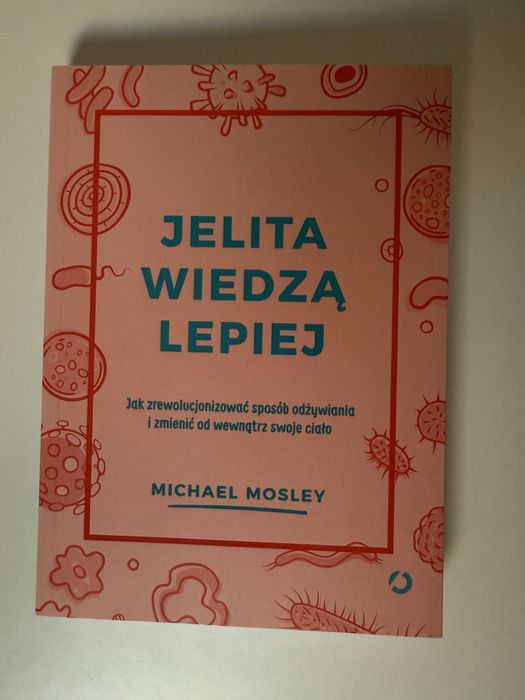 JELITA
WIEDZĄ
LEPIEJ
Jak zrewolucjonizować sposób odżywiania
i zmienić od wewnątrz swoje ciało
MICHAEL MOSLEY